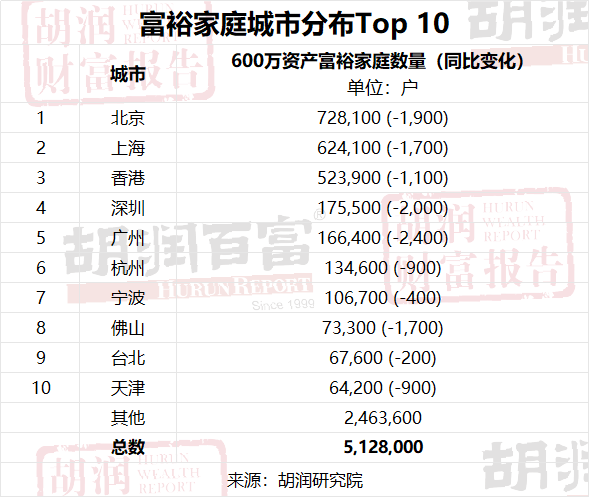 富裕家庭城市分布Top 10
城市
600万资产富裕家庭数量（同比变化）
单位：户
1 北京 728,100 (-1,900)
2 上海 624,100 (-1,700)
3 香港 523,900 (-1,100)
4 深圳 175,500 (-2,000)
5 广州 166,400 (-2,400)
6 杭州 134,600 (-900)
7 宁波 106,700 (-400)
8 佛山 73,300 (-1,700)
9 台北 67,600 (-200)
10 天津 64,200 (-900)
其他 2,463,600
总数 5,128,000
来源：胡润研究院
胡润
HURUN
WEALTH
REPORT
财富报告
胡润百富®
HURUN REPORT
Since 1999
胡润
HURUN
WEALTH
REPORT
财富报告
胡润
HURUN
WEALTH
REPORT
胡润